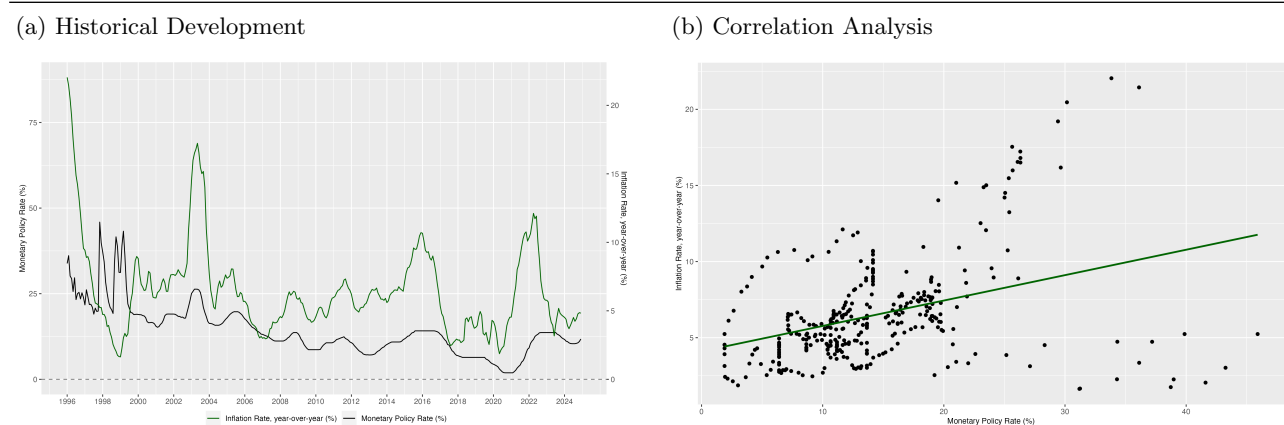 (a) Historical Development
(b) Correlation Analysis
Monetary Policy Rate (%)
75
50
25
0
20
15
10
5
0
Inflation Rate, year-over-year (%)
1996 1998 2000 2002 2004 2006 2008 2010 2012 2014 2016 2018 2020 2022 2024
Inflation Rate, year-over-year (%) Monetary Policy Rate (%)
Inflation Rate, year-over-year (%)
20
15
10
5
0 10 20 30 40
Monetary Policy Rate (%)